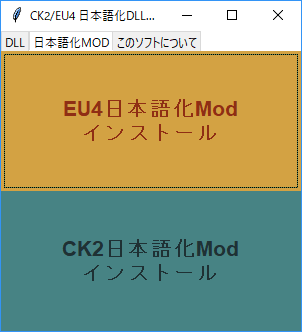 CK2/EU4 日本語化DLL...
DLL 日本語化MOD このソフトについて
EU4日本語化Mod
インストール
CK2日本語化Mod
インストール